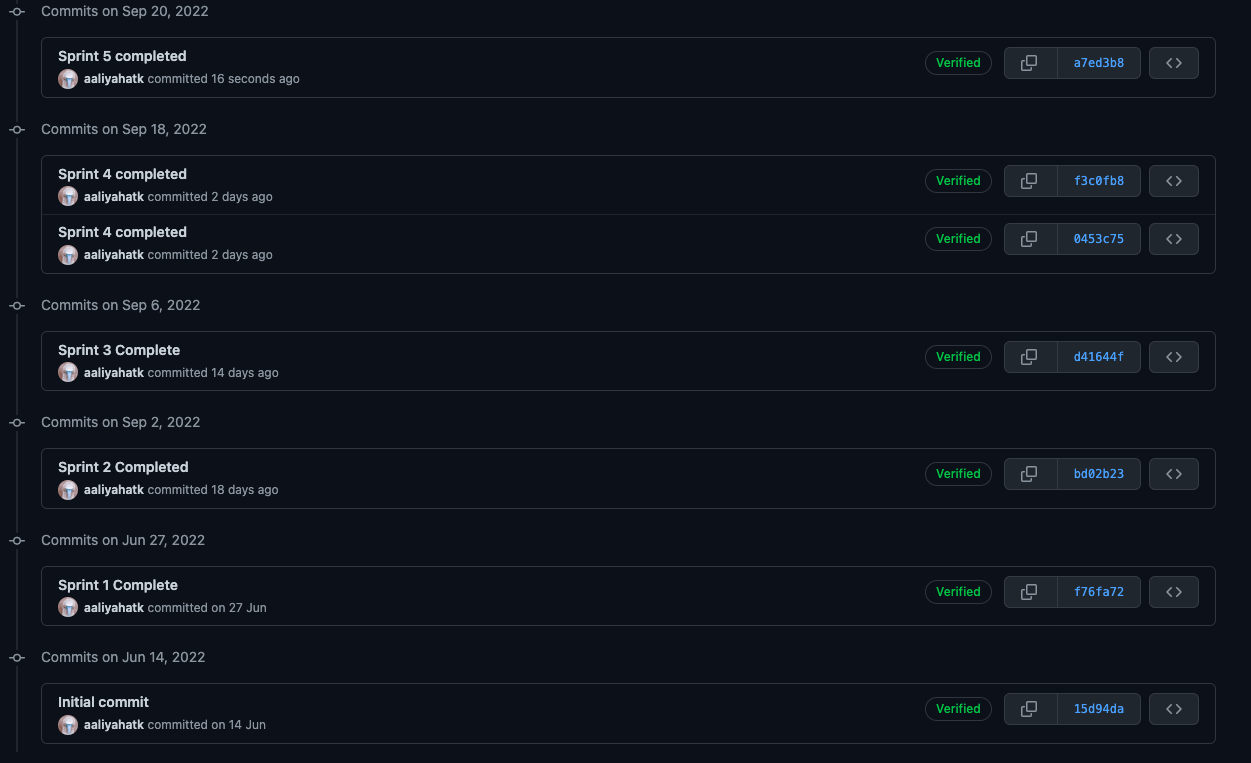 Commits on Sep 20, 2022
Sprint 5 completed
Verified
a7ed3b8
aaliyahatk committed 16 seconds ago
Commits on Sep 18, 2022
Sprint 4 completed
Verified
f3c0fb8
aaliyahatk committed 2 days ago
Sprint 4 completed
Verified
0453c75
aaliyahatk committed 2 days ago
Commits on Sep 6, 2022
Sprint 3 Complete
Verified
d41644f
aaliyahatk committed 14 days ago
Commits on Sep 2, 2022
Sprint 2 Completed
Verified
bd02b23
aaliyahatk committed 18 days ago
Commits on Jun 27, 2022
Sprint 1 Complete
Verified
f76fa72
aaliyahatk committed on 27 Jun
Commits on Jun 14, 2022
Initial commit
Verified
15d94da
aaliyahatk committed on 14 Jun